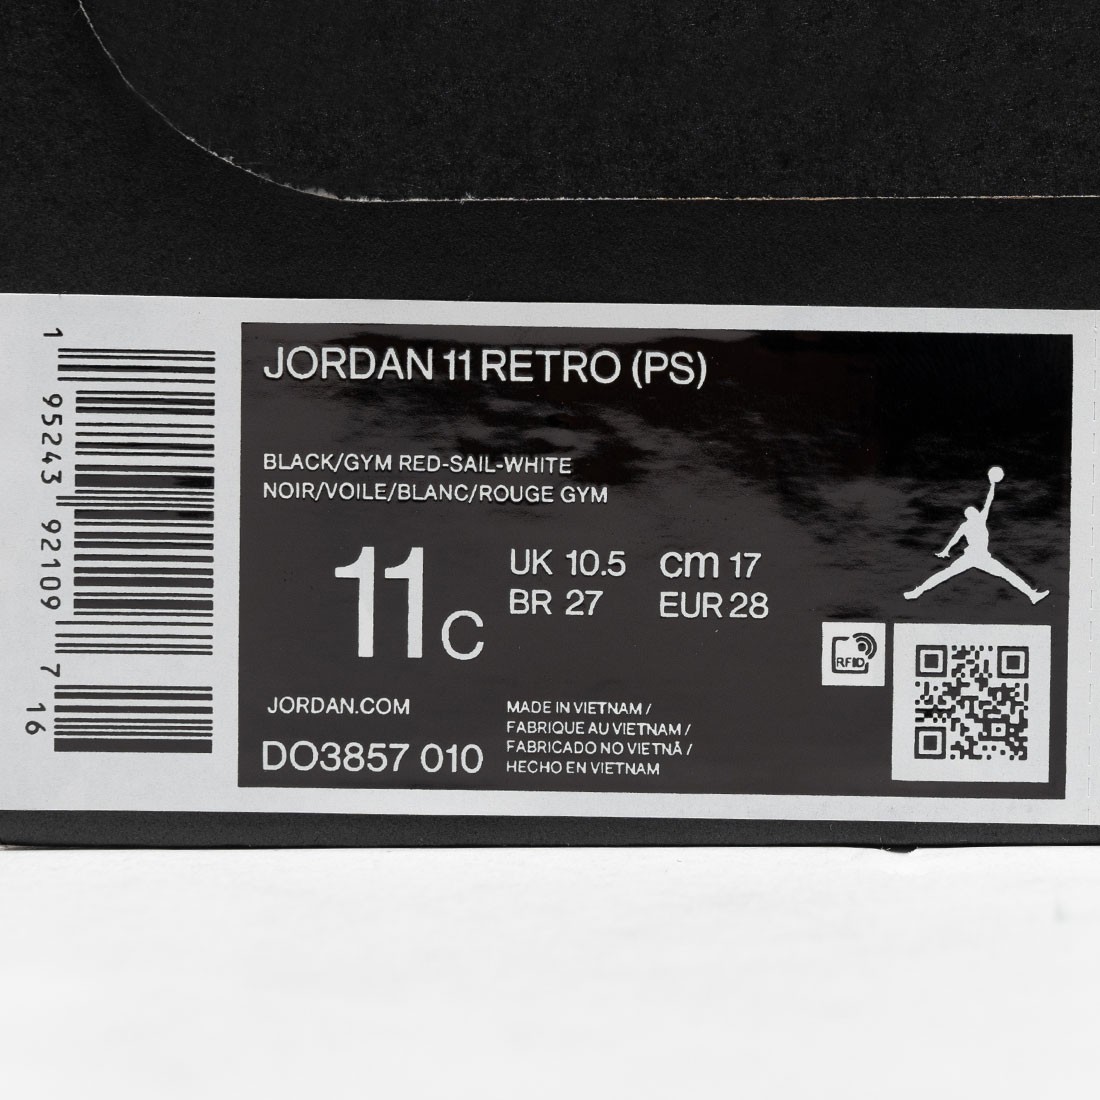 JORDAN 11 RETRO (PS)
BLACK/GYM RED-SAIL-WHITE
NOIR/VOILE/BLANC/ROUGE GYM
11C
UK 10.5 cm 17
BR 27 EUR 28
RFID
JORDAN.COM
DO3857 010
MADE IN VIETNAM /
FABRIQUE AU VIETNAM /
FABRICADO NO VIETNÃ /
HECHO EN VIETNAM
1 95243 92109 7 16